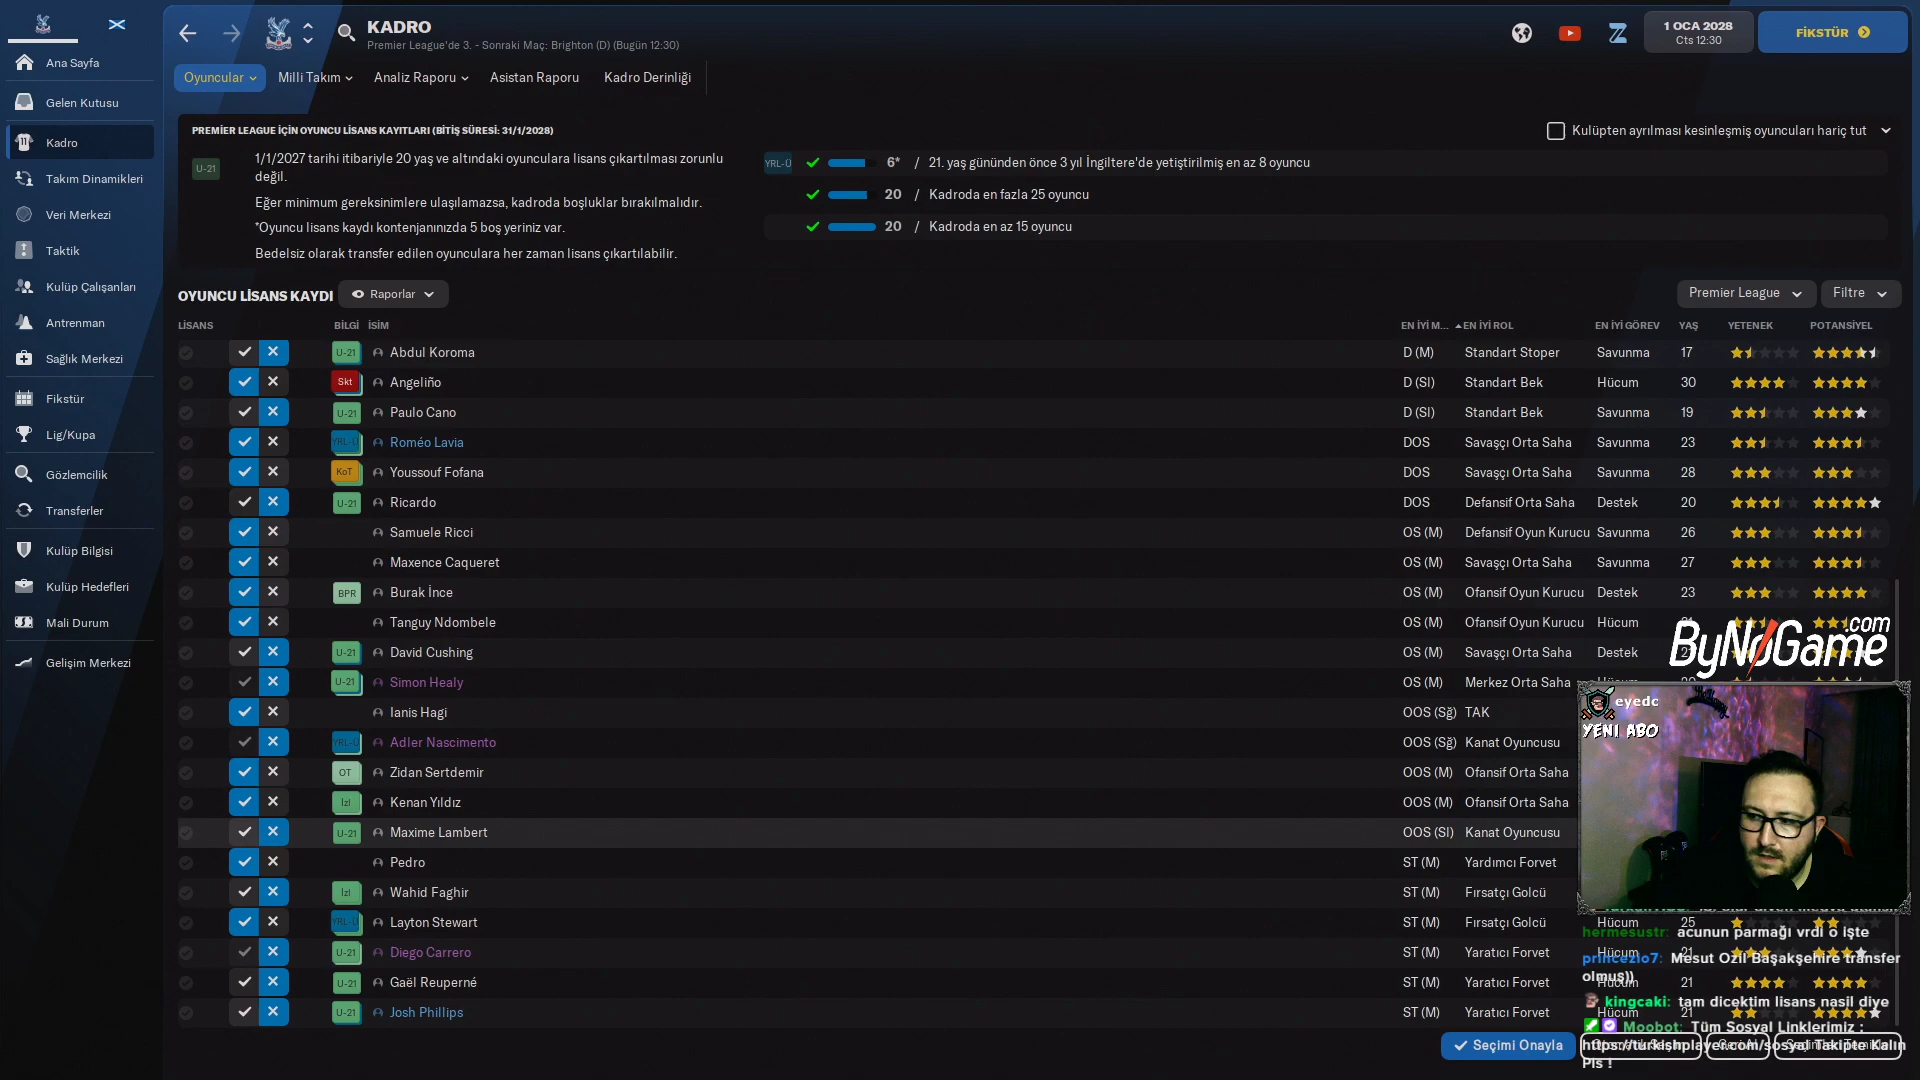 KADRO
Premier League'de 3. - Sonraki Maç: Brighton (D) (Bugün 12:30)
1 OCA 2028
Cts 12:30
FİKSTÜR
Oyuncular
Milli Takım
Analiz Raporu
Asistan Raporu
Kadro Derinliği
Ana Sayfa
Gelen Kutusu
Kadro
Takım Dinamikleri
Veri Merkezi
Taktik
Kulüp Çalışanları
Antrenman
Sağlık Merkezi
Fikstür
Lig/Kupa
Gözlemcilik
Transferler
Kulüp Bilgisi
Kulüp Hedefleri
Mali Durum
Gelişim Merkezi
PREMİER LEAGUE İÇİN OYUNCU LİSANS KAYITLARI (BİTİŞ SÜRESİ: 31/1/2028)
Kulüpten ayrılması kesinleşmiş oyuncuları hariç tut
U-21
1/1/2027 tarihi itibariyle 20 yaş ve altındaki oyunculara lisans çıkartılması zorunlu
değil.
Eğer minimum gereksinimlere ulaşılamazsa, kadroda boşluklar bırakılmalıdır.
*Oyuncu lisans kaydı kontenjanınızda 5 boş yeriniz var.
Bedelsiz olarak transfer edilen oyunculara her zaman lisans çıkartılabilir.
YRL-Ü 6* / 21. yaş gününden önce 3 yıl İngiltere'de yetiştirilmiş en az 8 oyuncu
20 / Kadroda en fazla 25 oyuncu
20 / Kadroda en az 15 oyuncu
OYUNCU LİSANS KAYDI
Raporlar
Premier League
Filtre
LİSANS BİLGİ İSİM EN İYİ M... EN İYİ ROL EN İYİ GÖREV YAŞ YETENEK POTANSİYEL
U-21 Abdul Koroma D (M) Standart Stoper Savunma 17
Skt Angeliño D (Sl) Standart Bek Hücum 30
U-21 Paulo Cano D (Sl) Standart Bek Savunma 19
YRL-Ü Roméo Lavia DOS Savaşçı Orta Saha Savunma 23
KoT Youssouf Fofana DOS Savaşçı Orta Saha Savunma 28
U-21 Ricardo DOS Defansif Orta Saha Destek 20
Samuele Ricci OS (M) Defansif Oyun Kurucu Savunma 26
Maxence Caqueret OS (M) Savaşçı Orta Saha Savunma 27
BPR Burak İnce OS (M) Ofansif Oyun Kurucu Destek 23
Tanguy Ndombele OS (M) Ofansif Oyun Kurucu Hücum
U-21 David Cushing OS (M) Savaşçı Orta Saha Destek
U-21 Simon Healy OS (M) Merkez Orta Saha
Ianis Hagi OOS (Sğ) TAK
YRL-Ü Adler Nascimento OOS (Sğ) Kanat Oyuncusu
OT Zidan Sertdemir OOS (M) Ofansif Orta Saha
İzl Kenan Yıldız OOS (M) Ofansif Orta Saha
U-21 Maxime Lambert OOS (Sl) Kanat Oyuncusu
Pedro ST (M) Yardımcı Forvet
İzl Wahid Faghir ST (M) Fırsatçı Golcü
YRL-Ü Layton Stewart ST (M) Fırsatçı Golcü Hücum 25
U-21 Diego Carrero ST (M) Yaratıcı Forvet Hücum 21
U-21 Gaël Reuperné ST (M) Yaratıcı Forvet Hücum 21
U-21 Josh Phillips ST (M) Yaratıcı Forvet Hücum 21
Seçimi Onayla
ByNoGame.com
eyedc
YENI ABO
hermesustr: acunun parmağı vrdi o işte
princezio7: Mesut Özil Başakşehire transfer
olmuş))
kingcaki: tam dicektim lisans nasil diye
Moobot: Tüm Sosyal Linklerimiz :
https://turkishplayer.com/sosyal Takipte Kalın
Pls !